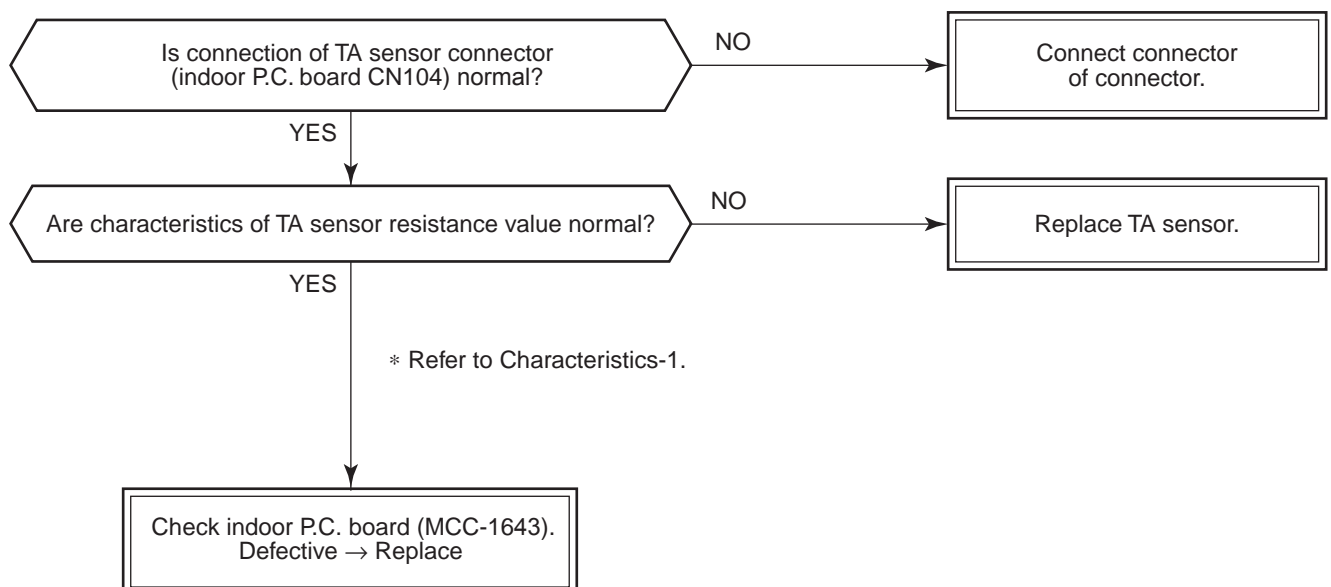 Is connection of TA sensor connector
(indoor P.C. board CN104) normal?
NO
Connect connector
of connector.
YES
Are characteristics of TA sensor resistance value normal?
NO
Replace TA sensor.
YES
* Refer to Characteristics-1.
Check indoor P.C. board (MCC-1643).
Defective → Replace